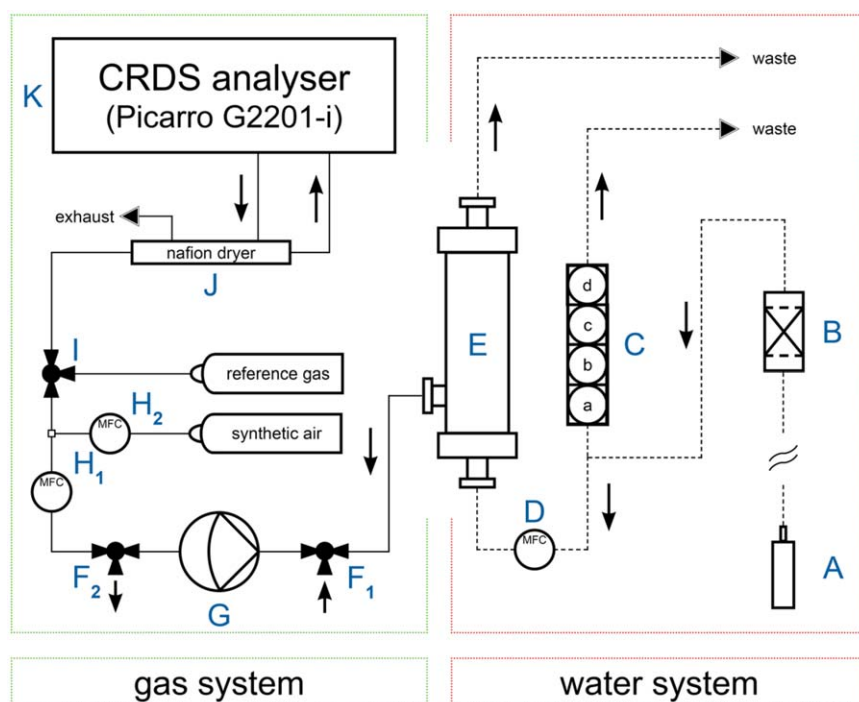 CRDS analyser
(Picarro G2201-i)
K
waste
waste
exhaust
nafion dryer
J
d
c
b
a
E
C
B
I
reference gas
H2
MFC
synthetic air
H1
MFC
D
MFC
A
F2
G
F1
gas system
water system